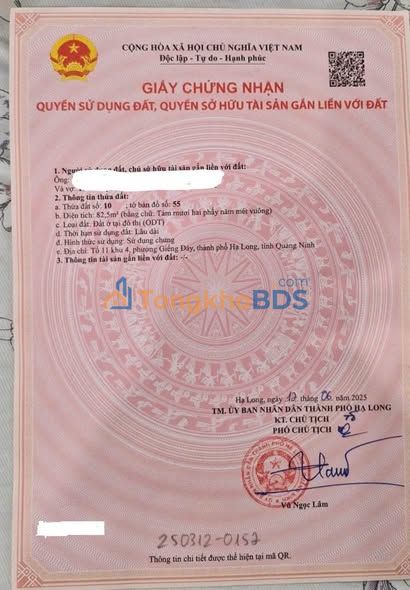 CỘNG HÒA XÃ HỘI CHỦ NGHĨA VIỆT NAM
Độc lập - Tự do - Hạnh phúc
GIẤY CHỨNG NHẬN
QUYỀN SỬ DỤNG ĐẤT, QUYỀN SỞ HỮU TÀI SẢN GẮN LIỀN VỚI ĐẤT
1. Người sử dụng đất, chủ sở hữu tài sản gắn liền với đất:
Ông:
Và vợ:
2. Thông tin thửa đất:
a. Thửa đất số: 10 ; tờ bản đồ số: 55
b. Diện tích: 82,5m² (bằng chữ: Tám mươi hai phẩy năm mét vuông)
c. Loại đất: Đất ở tại đô thị (ODT)
d. Thời hạn sử dụng đất: Lâu dài
đ. Hình thức sử dụng: Sử dụng chung
e. Địa chỉ: Tổ 11 khu 4, phường Giếng Đáy, thành phố Hạ Long, tỉnh Quảng Ninh
3. Thông tin tài sản gắn liền với đất: -/-
TongkhoBDS.com
Hạ Long, ngày 13 tháng 06 năm 2025
TM. ỦY BAN NHÂN DÂN THÀNH PHỐ HẠ LONG
KT. CHỦ TỊCH
PHÓ CHỦ TỊCH
Vũ Ngọc Lâm
250312-0157
Thông tin chi tiết được thể hiện tại mã QR.